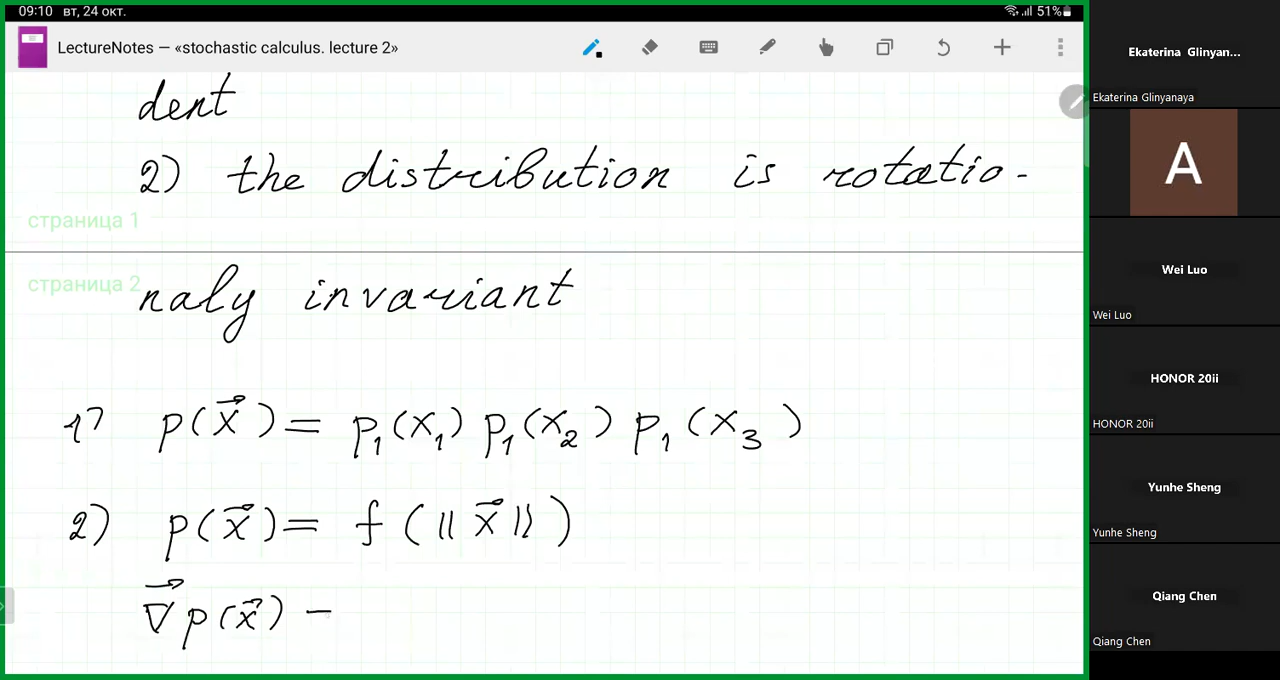 09:10 вт, 24 окт.
51%
LectureNotes — «stochastic calculus. lecture 2»
dent
2) the distribution is rotatio-
страница 1
страница 2
naly invariant
1) p(x⃗) = p₁(x₁) p₁(x₂) p₁(x₃)
2) p(x⃗) = f(‖x⃗‖)
∇⃗ p(x⃗) –
Ekaterina Glinyan...
Ekaterina Glinyanaya
A
Wei Luo
Wei Luo
HONOR 20ii
HONOR 20ii
Yunhe Sheng
Yunhe Sheng
Qiang Chen
Qiang Chen